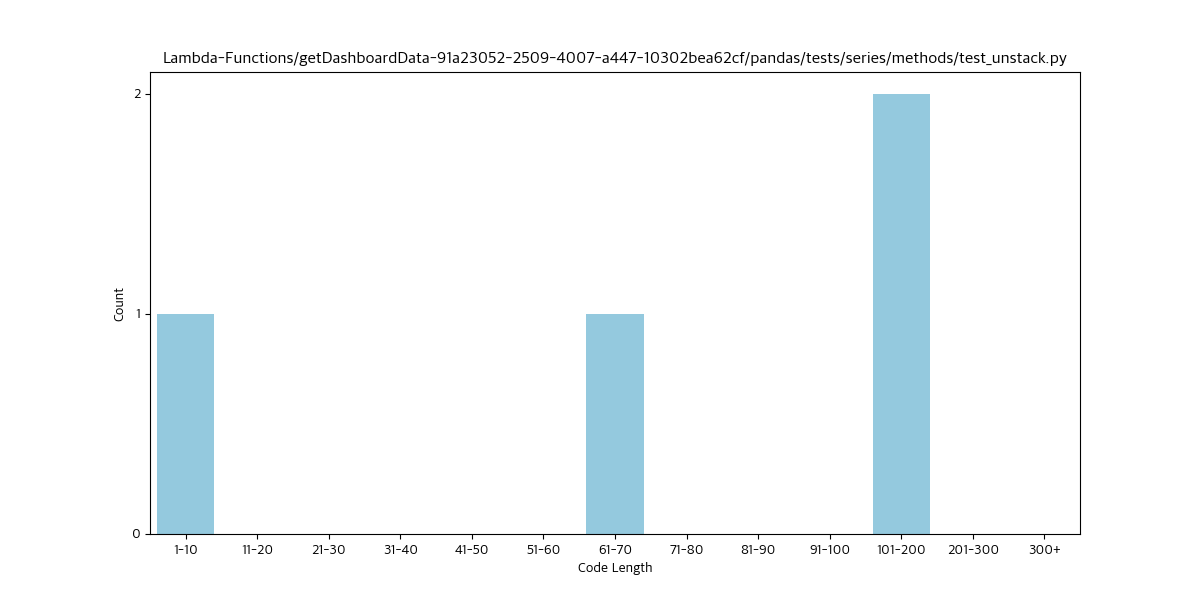 Lambda-Functions/getDashboardData-91a23052-2509-4007-a447-10302bea62cf/pandas/tests/series/methods/test_unstack.py
2
1
0
Count
1-10 11-20 21-30 31-40 41-50 51-60 61-70 71-80 81-90 91-100 101-200 201-300 300+
Code Length